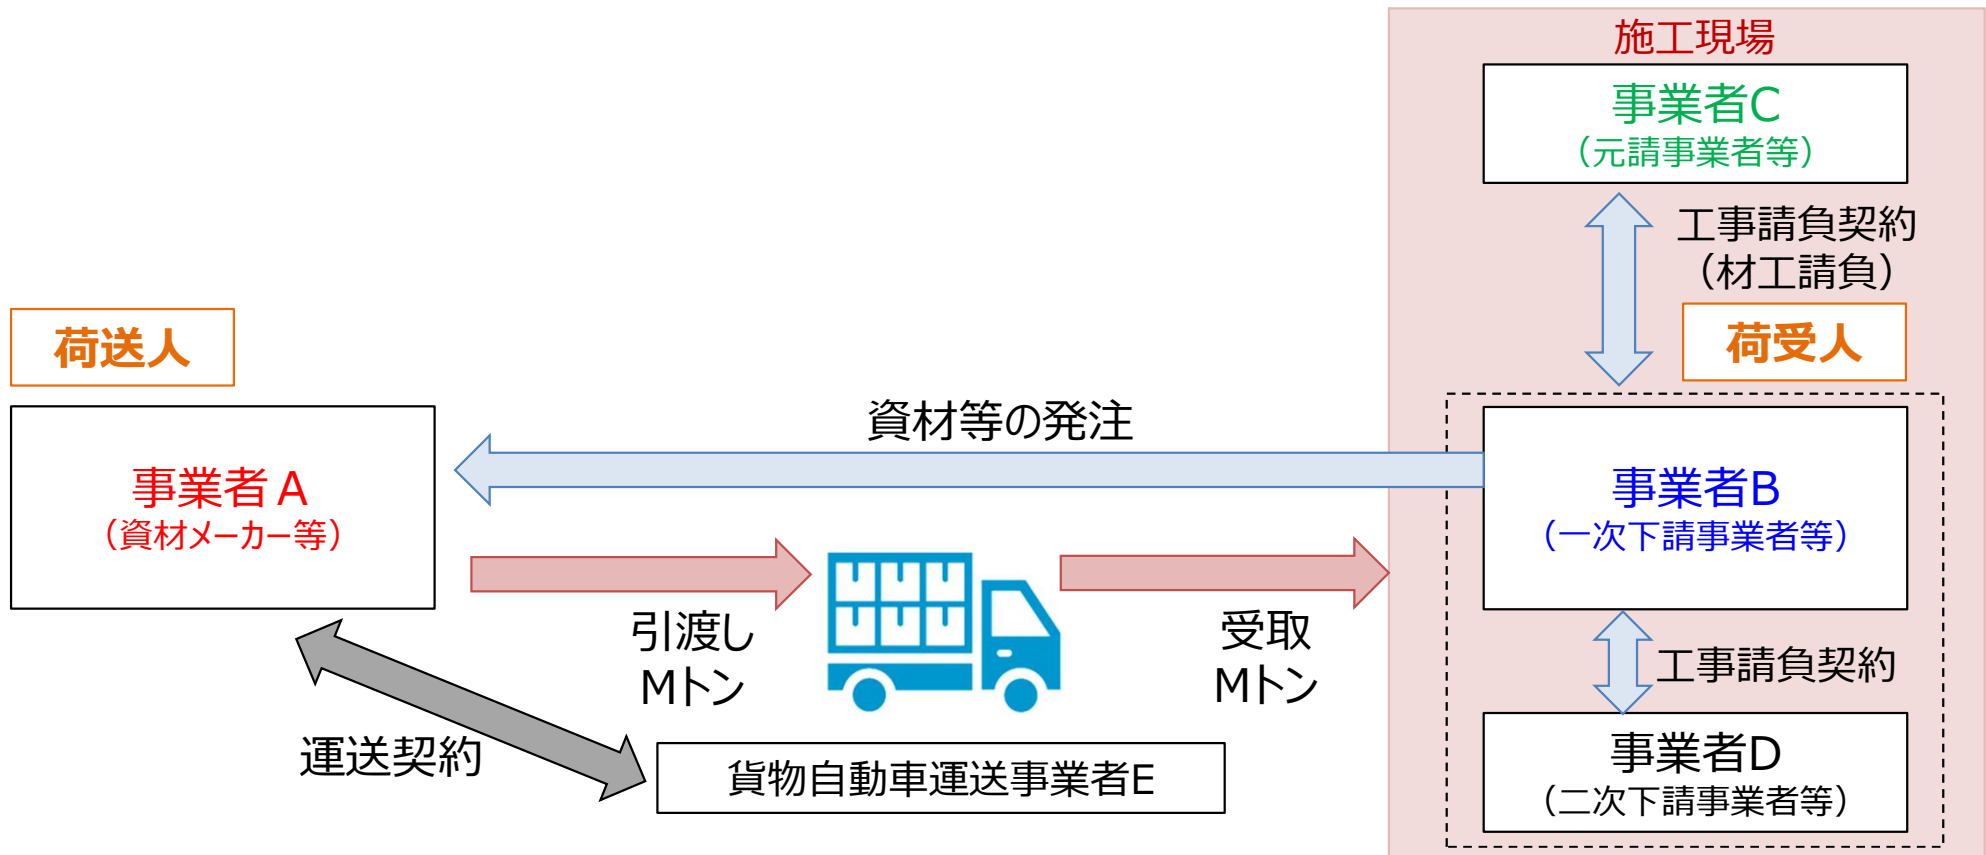 施工現場
事業者C
（元請事業者等）
工事請負契約
（材工請負）
荷送人
荷受人
資材等の発注
事業者A
（資材メーカー等）
事業者B
（一次下請事業者等）
引渡し
Mトン
受取
Mトン
工事請負契約
運送契約
貨物自動車運送事業者E
事業者D
（二次下請事業者等）